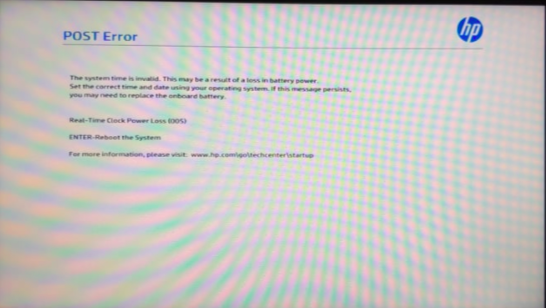 hp
POST Error
The system time is invalid. This may be a result of a loss in battery power.
Set the correct time and date using your operating system. If this message persists,
you may need to replace the onboard battery.
Real-Time Clock Power Loss (005)
ENTER-Reboot the System
For more information, please visit: www.hp.com\go\techcenter\startup